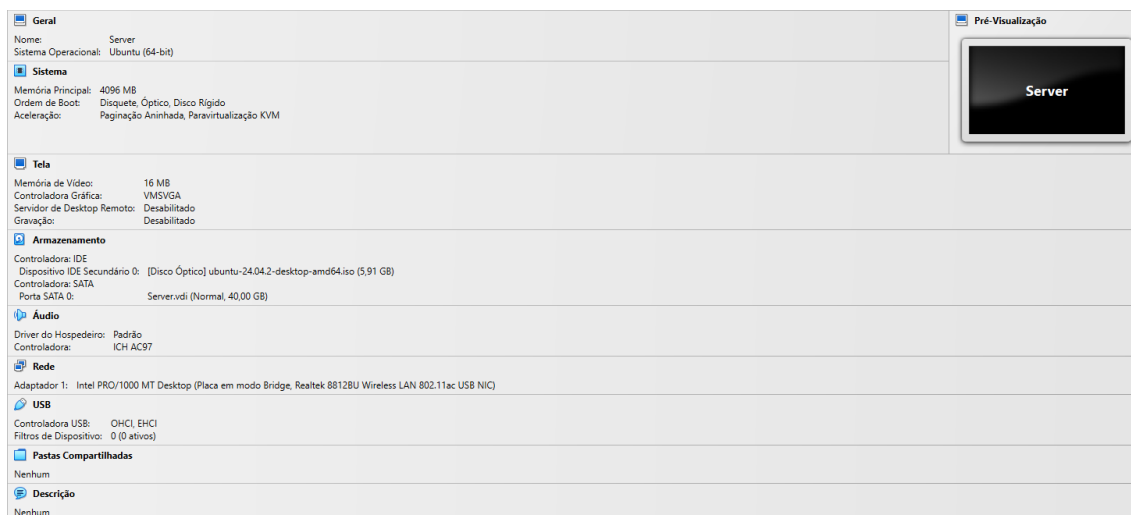 Geral
Nome: Server
Sistema Operacional: Ubuntu (64-bit)
Pré-Visualização
Server
Sistema
Memória Principal: 4096 MB
Ordem de Boot: Disquete, Óptico, Disco Rígido
Aceleração: Paginação Aninhada, Paravirtualização KVM
Tela
Memória de Vídeo: 16 MB
Controladora Gráfica: VMSVGA
Servidor de Desktop Remoto: Desabilitado
Gravação: Desabilitado
Armazenamento
Controladora: IDE
Dispositivo IDE Secundário 0: [Disco Óptico] ubuntu-24.04.2-desktop-amd64.iso (5,91 GB)
Controladora: SATA
Porta SATA 0: Server.vdi (Normal, 40,00 GB)
Áudio
Driver do Hospedeiro: Padrão
Controladora: ICH AC97
Rede
Adaptador 1: Intel PRO/1000 MT Desktop (Placa em modo Bridge, Realtek 8812BU Wireless LAN 802.11ac USB NIC)
USB
Controladora USB: OHCI, EHCI
Filtros de Dispositivo: 0 (0 ativos)
Pastas Compartilhadas
Nenhum
Descrição
Nenhum